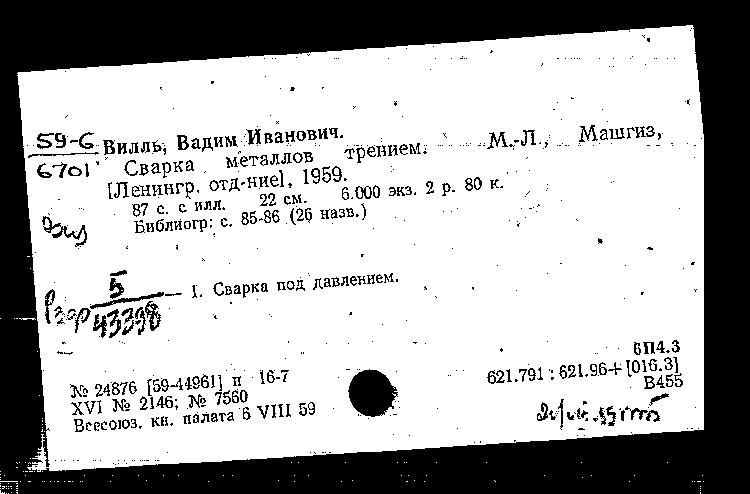 59-6
6701
Вилль, Вадим Иванович.
Сварка металлов трением. М.-Л., Машгиз,
[Ленингр. отд-ние], 1959.
87 с. с илл. 22 см. 6.000 экз. 2 р. 80 к.
Библиогр: с. 85-86 (26 назв.)
5
43398
1. Сварка под давлением.
6П4.3
№ 24876 [59-44961] п 16-7
621.791 : 621.96+[016.3]
XVI № 2146; № 7560
В455
Всесоюз. кн. палата 6 VIII 59